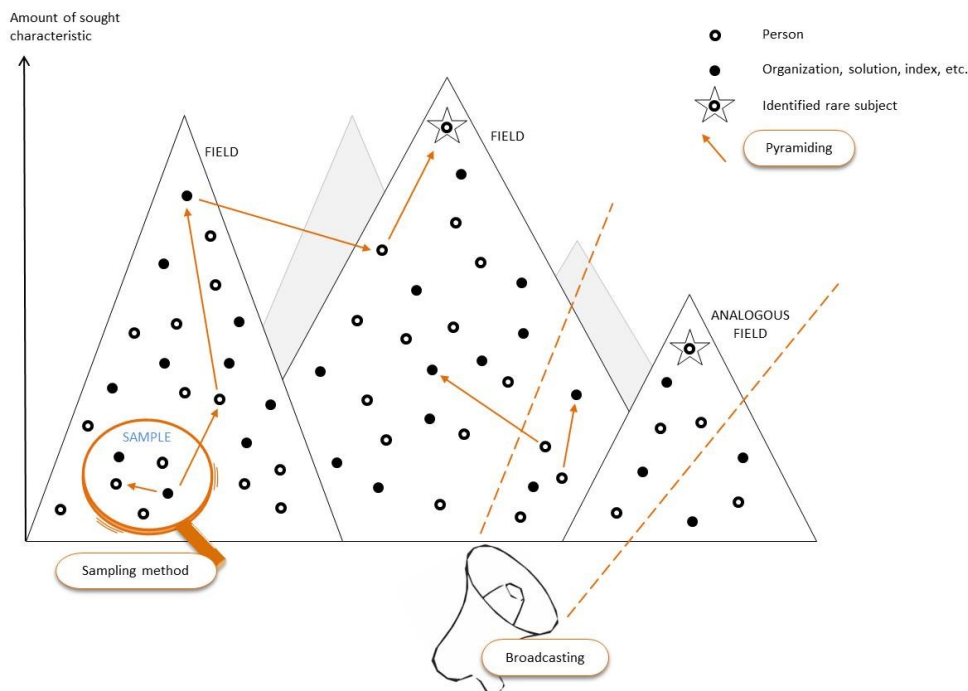 Amount of sought
characteristic
Person
Organization, solution, index, etc.
Identified rare subject
Pyramiding
FIELD
FIELD
ANALOGOUS
FIELD
SAMPLE
Sampling method
Broadcasting